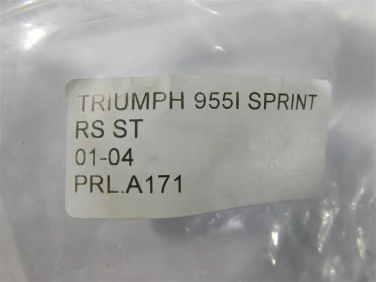 TRIUMPH 955I SPRINT
RS ST
01-04
PRL.A171